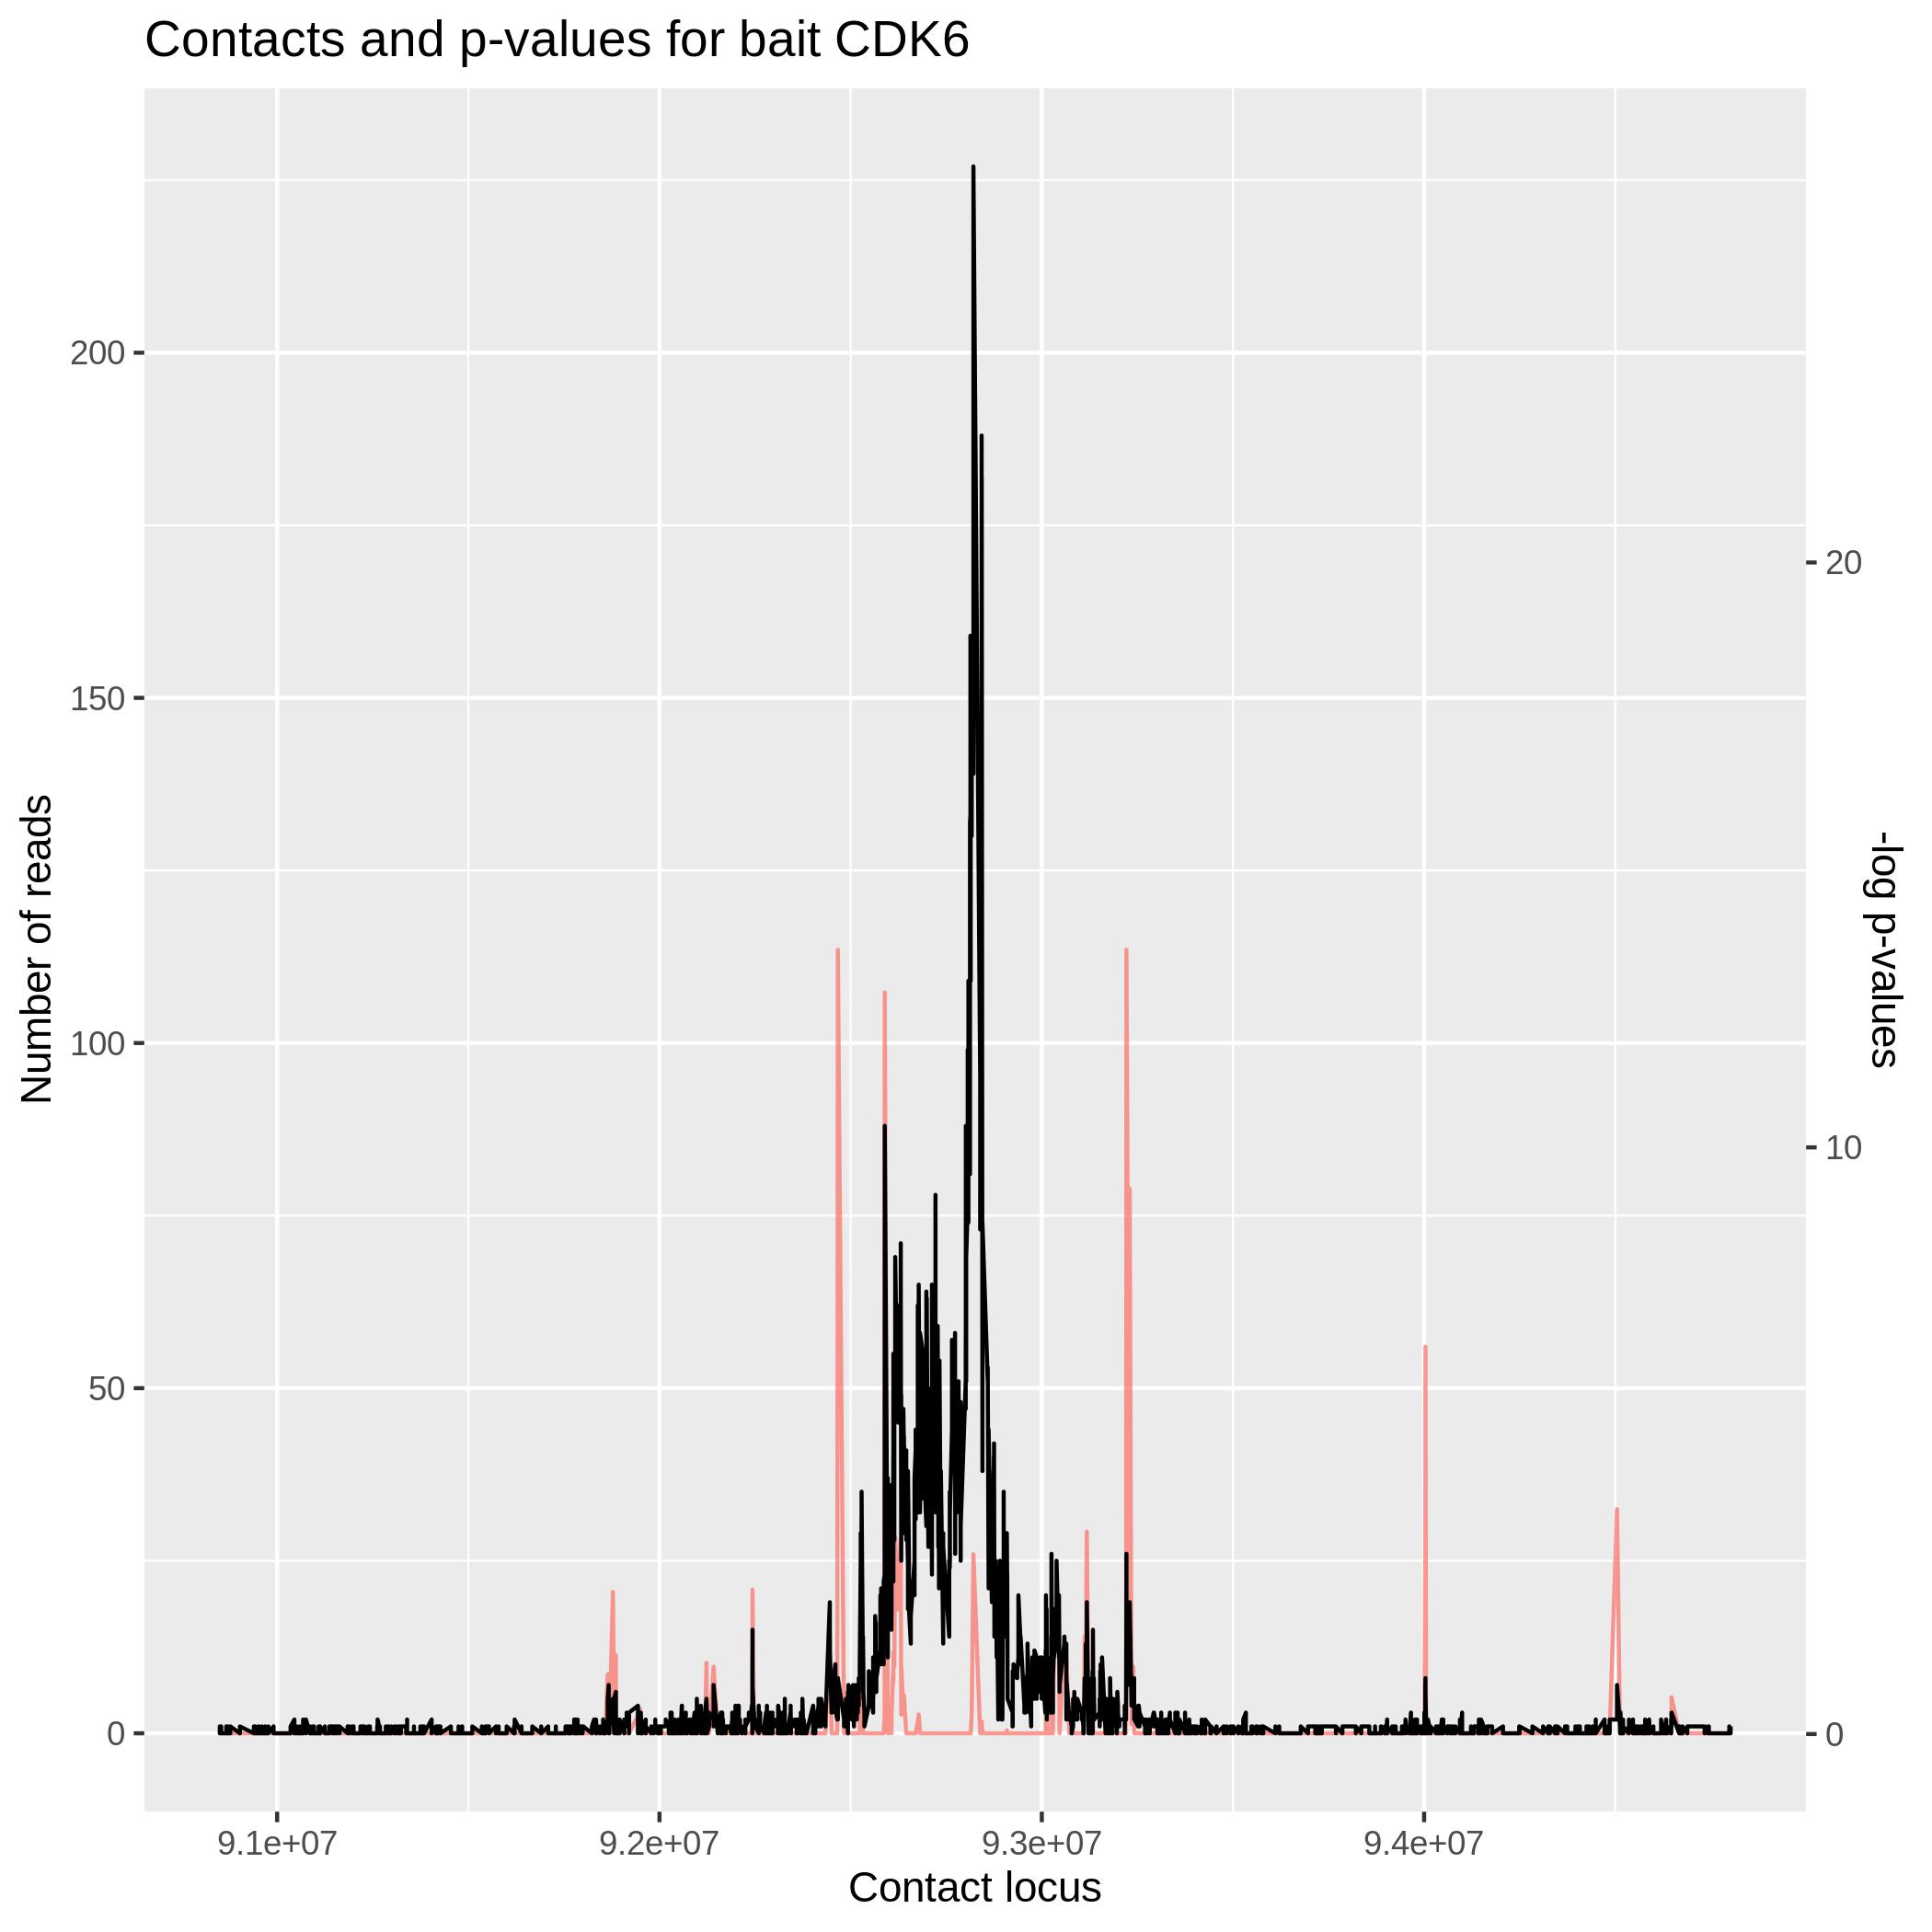 Contacts and p-values for bait CDK6
Number of reads
200
150
100
50
0
20
10
0
-log p-values
9.1e+07 9.2e+07 9.3e+07 9.4e+07
Contact locus